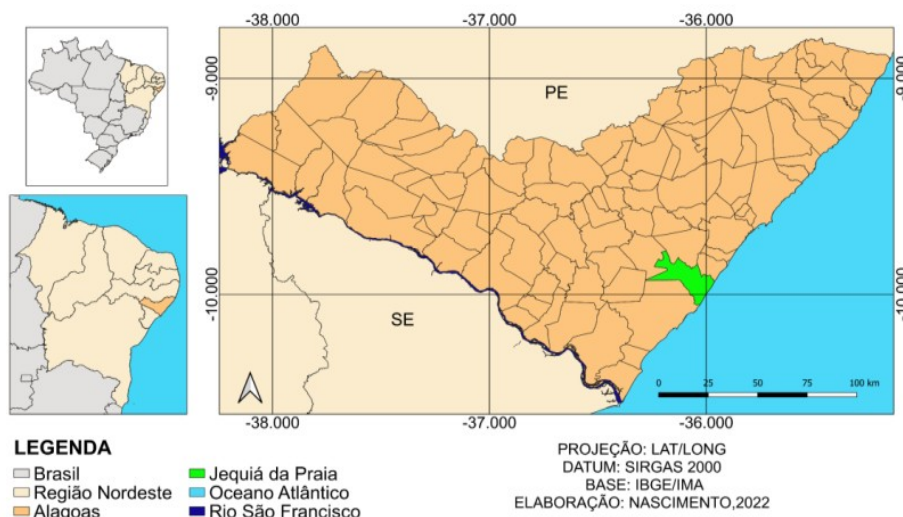 -38.000 -37.000 -36.000
-9.000 -9.000
PE
-10.000 -10.000
SE
0 25 50 75 100 km
-38.000 -37.000 -36.000
LEGENDA
Brasil
Região Nordeste
Alagoas
Jequiá da Praia
Oceano Atlântico
Rio São Francisco
PROJEÇÃO: LAT/LONG
DATUM: SIRGAS 2000
BASE: IBGE/IMA
ELABORAÇÃO: NASCIMENTO,2022